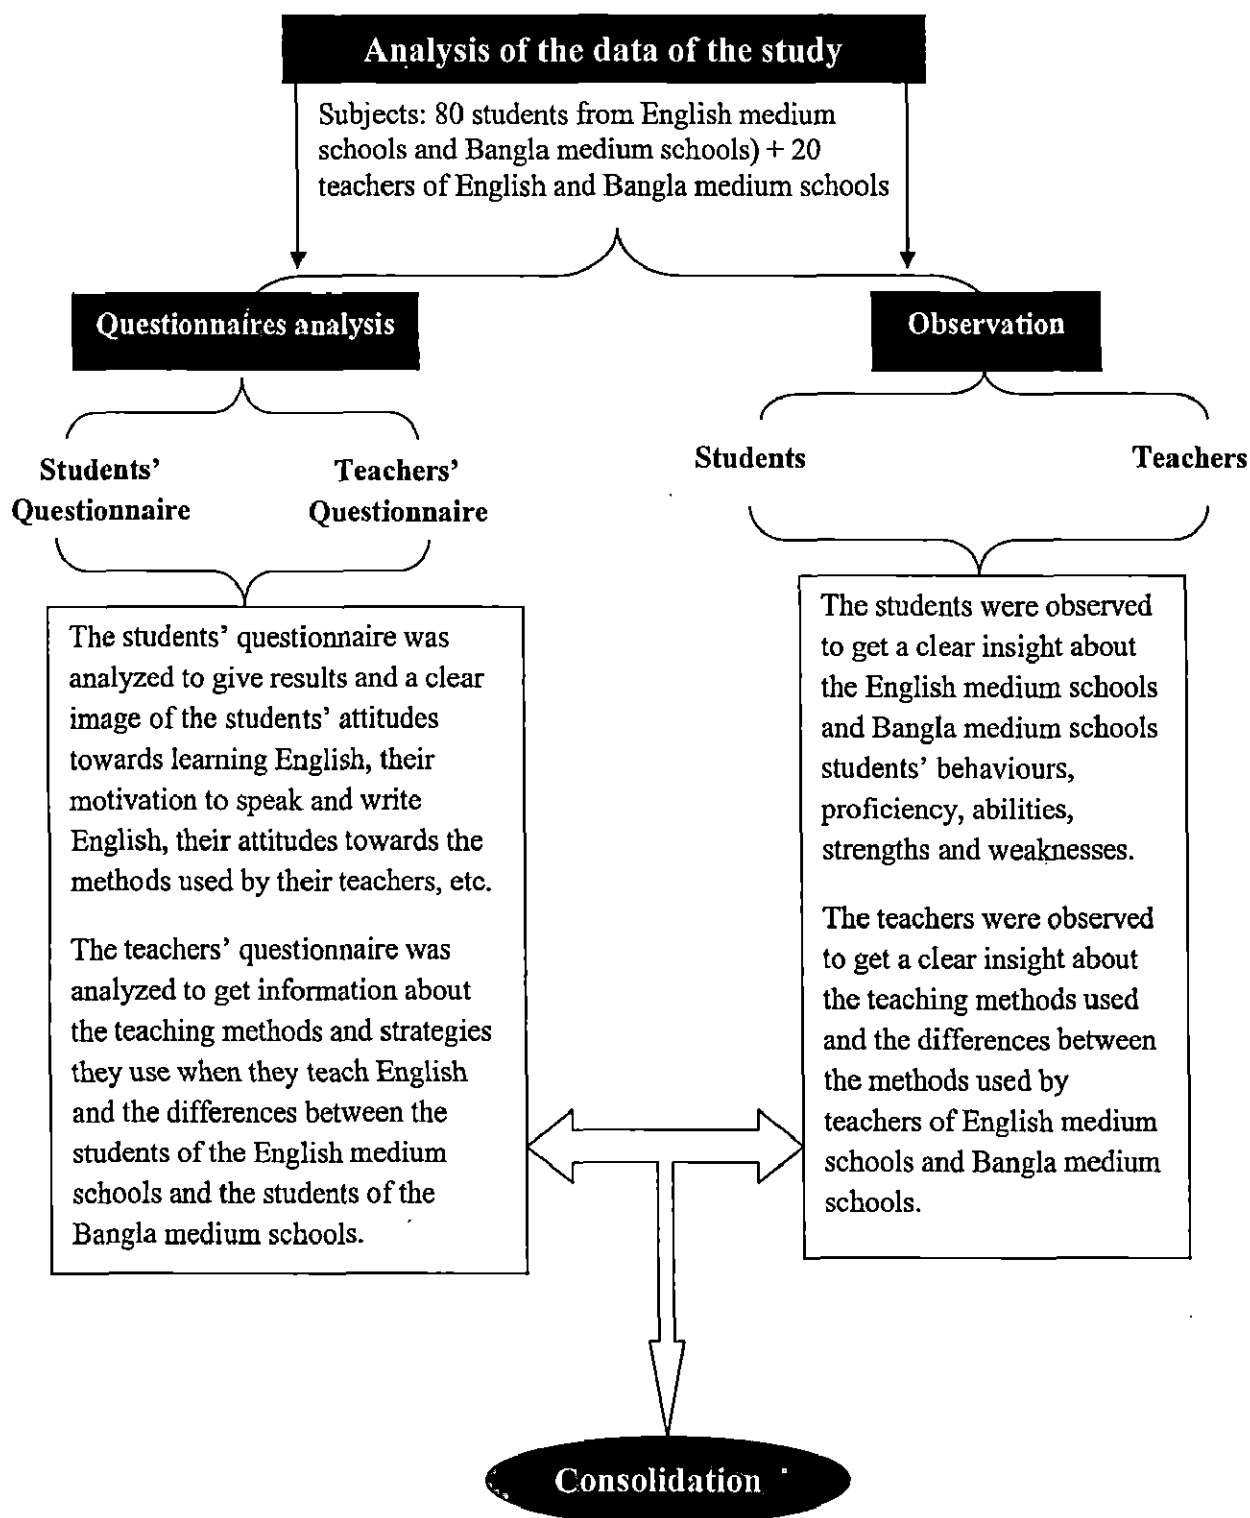 Analysis of the data of the study
Subjects: 80 students from English medium
schools and Bangla medium schools) + 20
teachers of English and Bangla medium schools
Questionnaires analysis
Observation
Students’
Questionnaire
Teachers’
Questionnaire
Students
Teachers
The students’ questionnaire was
analyzed to give results and a clear
image of the students’ attitudes
towards learning English, their
motivation to speak and write
English, their attitudes towards the
methods used by their teachers, etc.
The teachers’ questionnaire was
analyzed to get information about
the teaching methods and strategies
they use when they teach English
and the differences between the
students of the English medium
schools and the students of the
Bangla medium schools.
The students were observed
to get a clear insight about
the English medium schools
and Bangla medium schools
students’ behaviours,
proficiency, abilities,
strengths and weaknesses.
The teachers were observed
to get a clear insight about
the teaching methods used
and the differences between
the methods used by
teachers of English medium
schools and Bangla medium
schools.
Consolidation